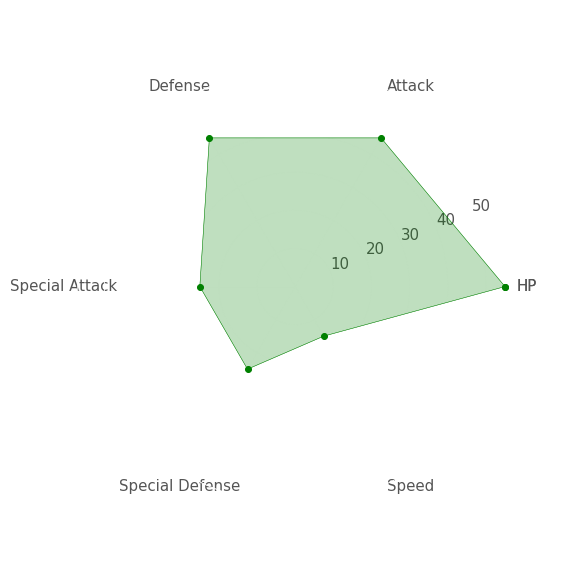 Defense
Attack
50
40
30
20
10
Special Attack
HP
Special Defense
Speed